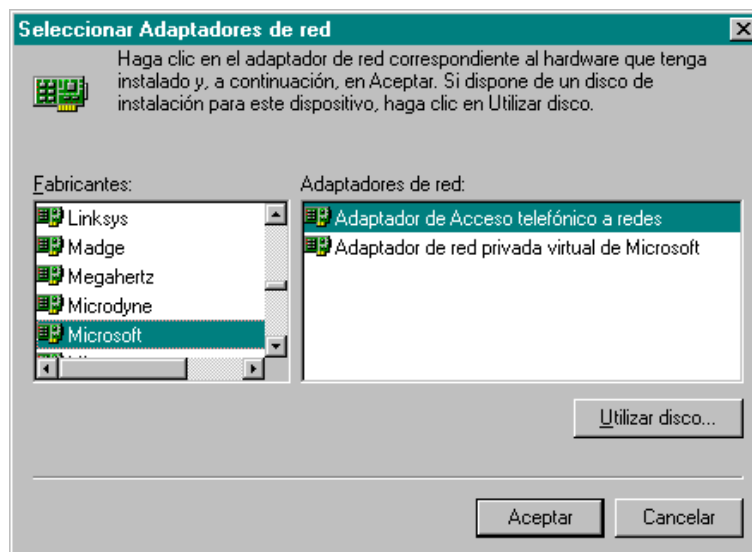 Seleccionar Adaptadores de red
Haga clic en el adaptador de red correspondiente al hardware que tenga
instalado y, a continuación, en Aceptar. Si dispone de un disco de
instalación para este dispositivo, haga clic en Utilizar disco.
Fabricantes:
Linksys
Madge
Megahertz
Microdyne
Microsoft
Adaptadores de red:
Adaptador de Acceso telefónico a redes
Adaptador de red privada virtual de Microsoft
Utilizar disco...
Aceptar
Cancelar